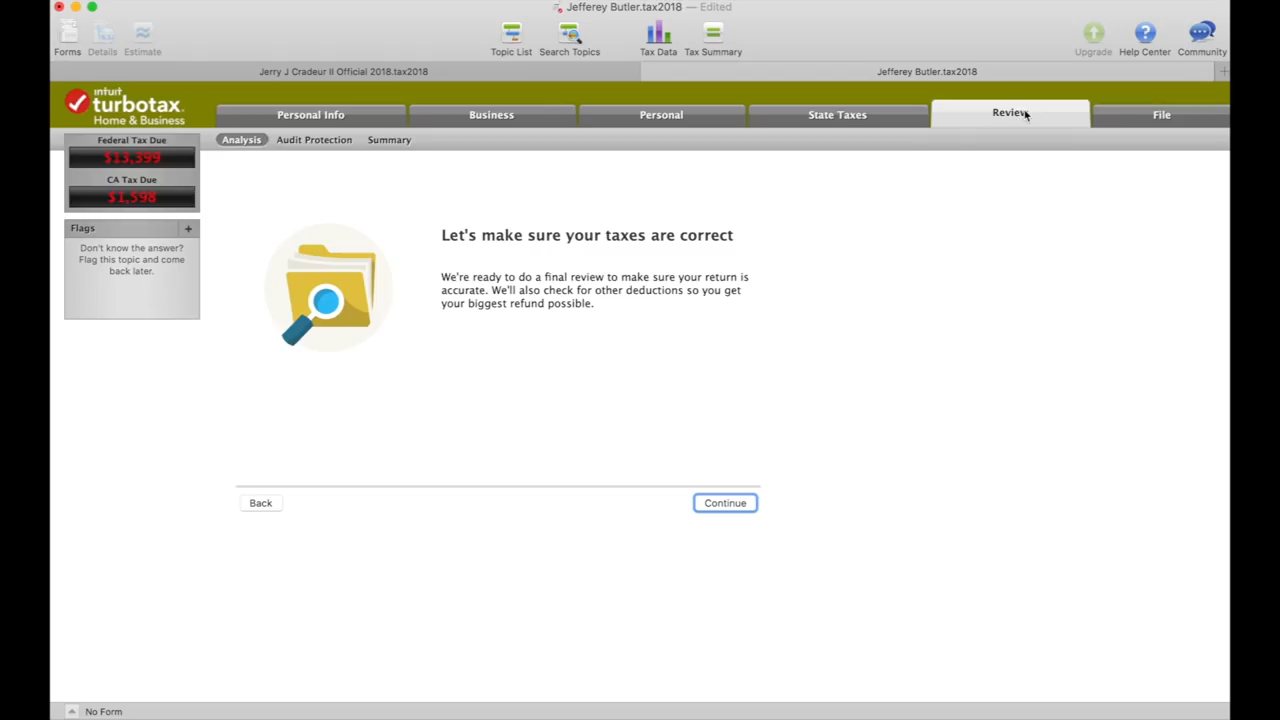 Jefferey Butler.tax2018 — Edited
Forms Details Estimate Topic List Search Topics Tax Data Tax Summary Upgrade Help Center Community
Jerry J Cradeur II Official 2018.tax2018 Jefferey Butler.tax2018 +
intuit
turbotax.
Home & Business
Personal Info Business Personal State Taxes Review File
Analysis Audit Protection Summary
Federal Tax Due
$13,399
CA Tax Due
$1,598
Flags +
Don't know the answer?
Flag this topic and come
back later.
Let's make sure your taxes are correct
We're ready to do a final review to make sure your return is
accurate. We'll also check for other deductions so you get
your biggest refund possible.
Back Continue
No Form